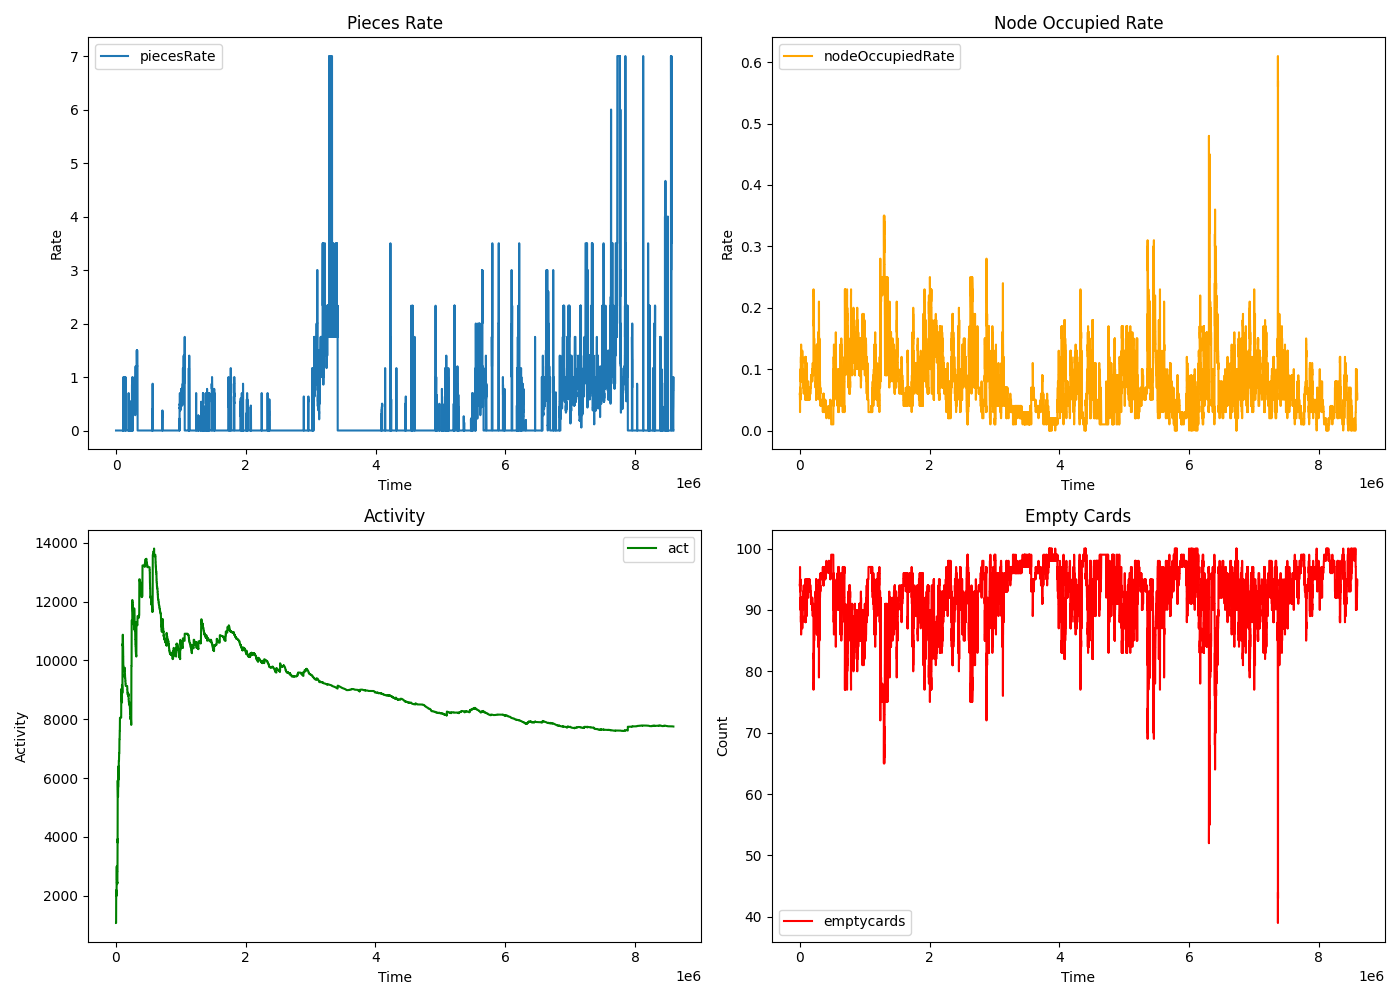 Pieces Rate
piecesRate
7
6
5
4
3
2
1
0
Rate
0 2 4 6 8
1e6
Time
Node Occupied Rate
nodeOccupiedRate
0.6
0.5
0.4
0.3
0.2
0.1
0.0
Rate
0 2 4 6 8
1e6
Time
Activity
act
14000
12000
10000
8000
6000
4000
2000
Activity
0 2 4 6 8
1e6
Time
Empty Cards
100
90
80
70
60
50
40
Count
emptycards
0 2 4 6 8
1e6
Time